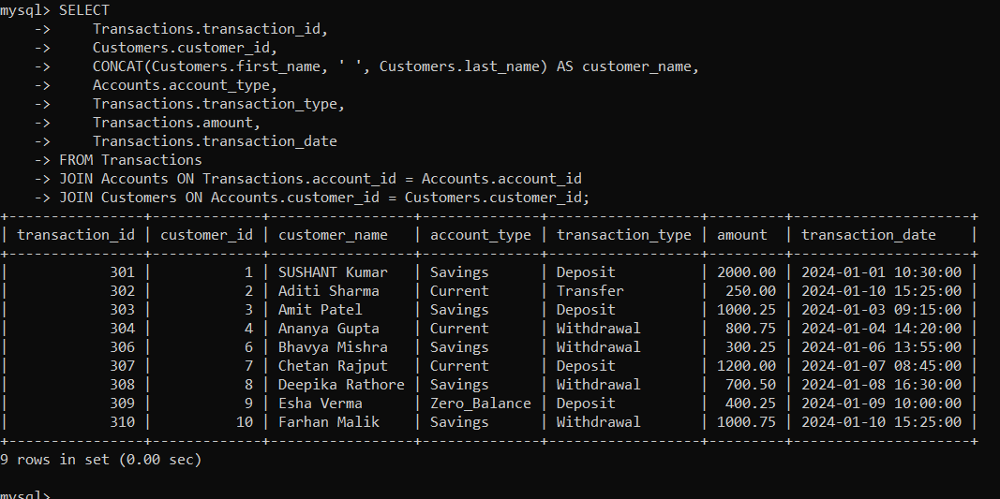 mysql> SELECT
    ->     Transactions.transaction_id,
    ->     Customers.customer_id,
    ->     CONCAT(Customers.first_name, ' ', Customers.last_name) AS customer_name,
    ->     Accounts.account_type,
    ->     Transactions.transaction_type,
    ->     Transactions.amount,
    ->     Transactions.transaction_date
    -> FROM Transactions
    -> JOIN Accounts ON Transactions.account_id = Accounts.account_id
    -> JOIN Customers ON Accounts.customer_id = Customers.customer_id;
+----------------+-------------+-----------------+--------------+------------------+---------+---------------------+
| transaction_id | customer_id | customer_name   | account_type | transaction_type | amount  | transaction_date    |
+----------------+-------------+-----------------+--------------+------------------+---------+---------------------+
|            301 |           1 | SUSHANT Kumar   | Savings      | Deposit          | 2000.00 | 2024-01-01 10:30:00 |
|            302 |           2 | Aditi Sharma    | Current      | Transfer         |  250.00 | 2024-01-10 15:25:00 |
|            303 |           3 | Amit Patel      | Savings      | Deposit          | 1000.25 | 2024-01-03 09:15:00 |
|            304 |           4 | Ananya Gupta    | Current      | Withdrawal       |  800.75 | 2024-01-04 14:20:00 |
|            306 |           6 | Bhavya Mishra   | Savings      | Withdrawal       |  300.25 | 2024-01-06 13:55:00 |
|            307 |           7 | Chetan Rajput   | Current      | Deposit          | 1200.00 | 2024-01-07 08:45:00 |
|            308 |           8 | Deepika Rathore | Savings      | Withdrawal       |  700.50 | 2024-01-08 16:30:00 |
|            309 |           9 | Esha Verma      | Zero_Balance | Deposit          |  400.25 | 2024-01-09 10:00:00 |
|            310 |          10 | Farhan Malik    | Savings      | Withdrawal       | 1000.75 | 2024-01-10 15:25:00 |
+----------------+-------------+-----------------+--------------+------------------+---------+---------------------+
9 rows in set (0.00 sec)
mysql>